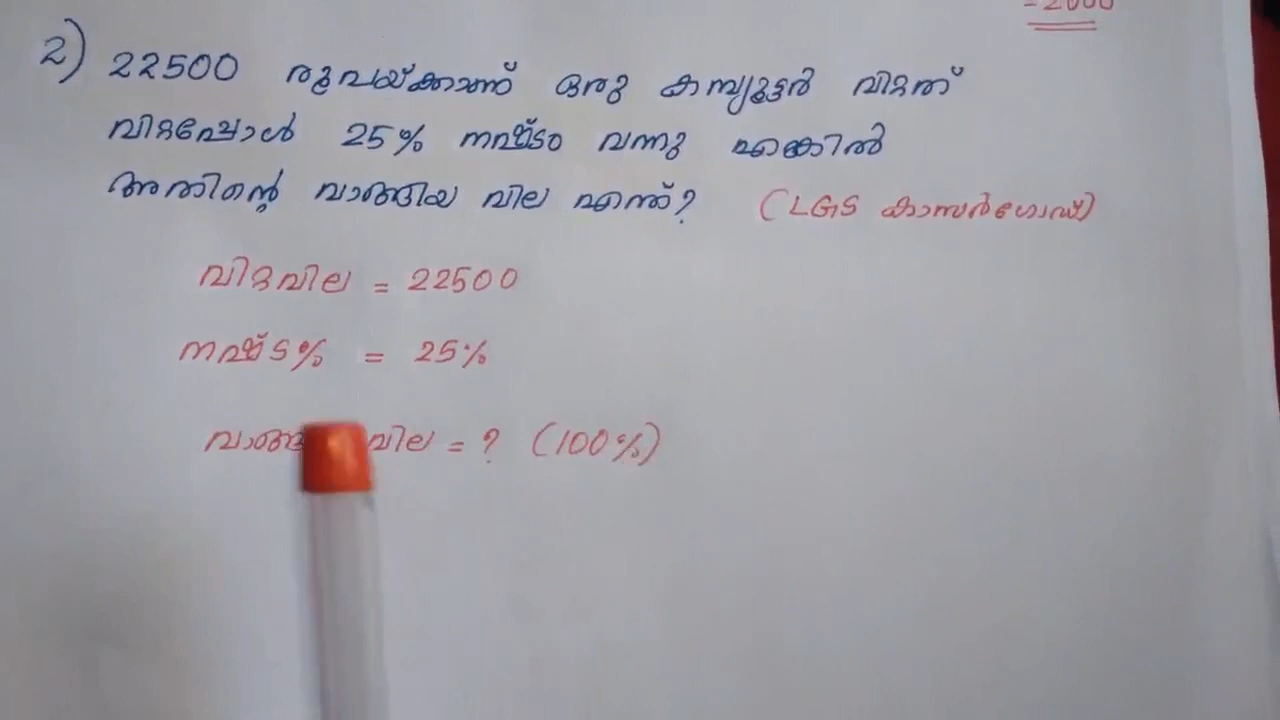 = 2000
2) 22500 രൂപയ്ക്കാണ് ഒരു കമ്പ്യൂട്ടർ വിറ്റത്
വിറ്റപ്പോൾ 25% നഷ്ടം വന്നു എങ്കിൽ
അതിന്റെ വാങ്ങിയ വില എന്ത്? (LGS കാസർഗോഡ്)
വിറ്റവില = 22500
നഷ്ട% = 25%
വില = ? (100%)